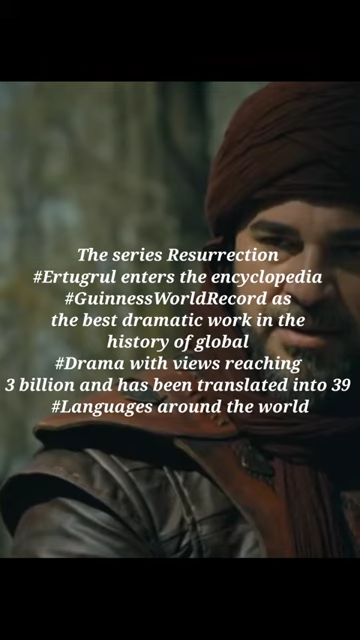 The series Resurrection
#Ertugrul enters the encyclopedia
#GuinnessWorldRecord as
the best dramatic work in the
history of global
#Drama with views reaching
3 billion and has been translated into 39
#Languages around the world